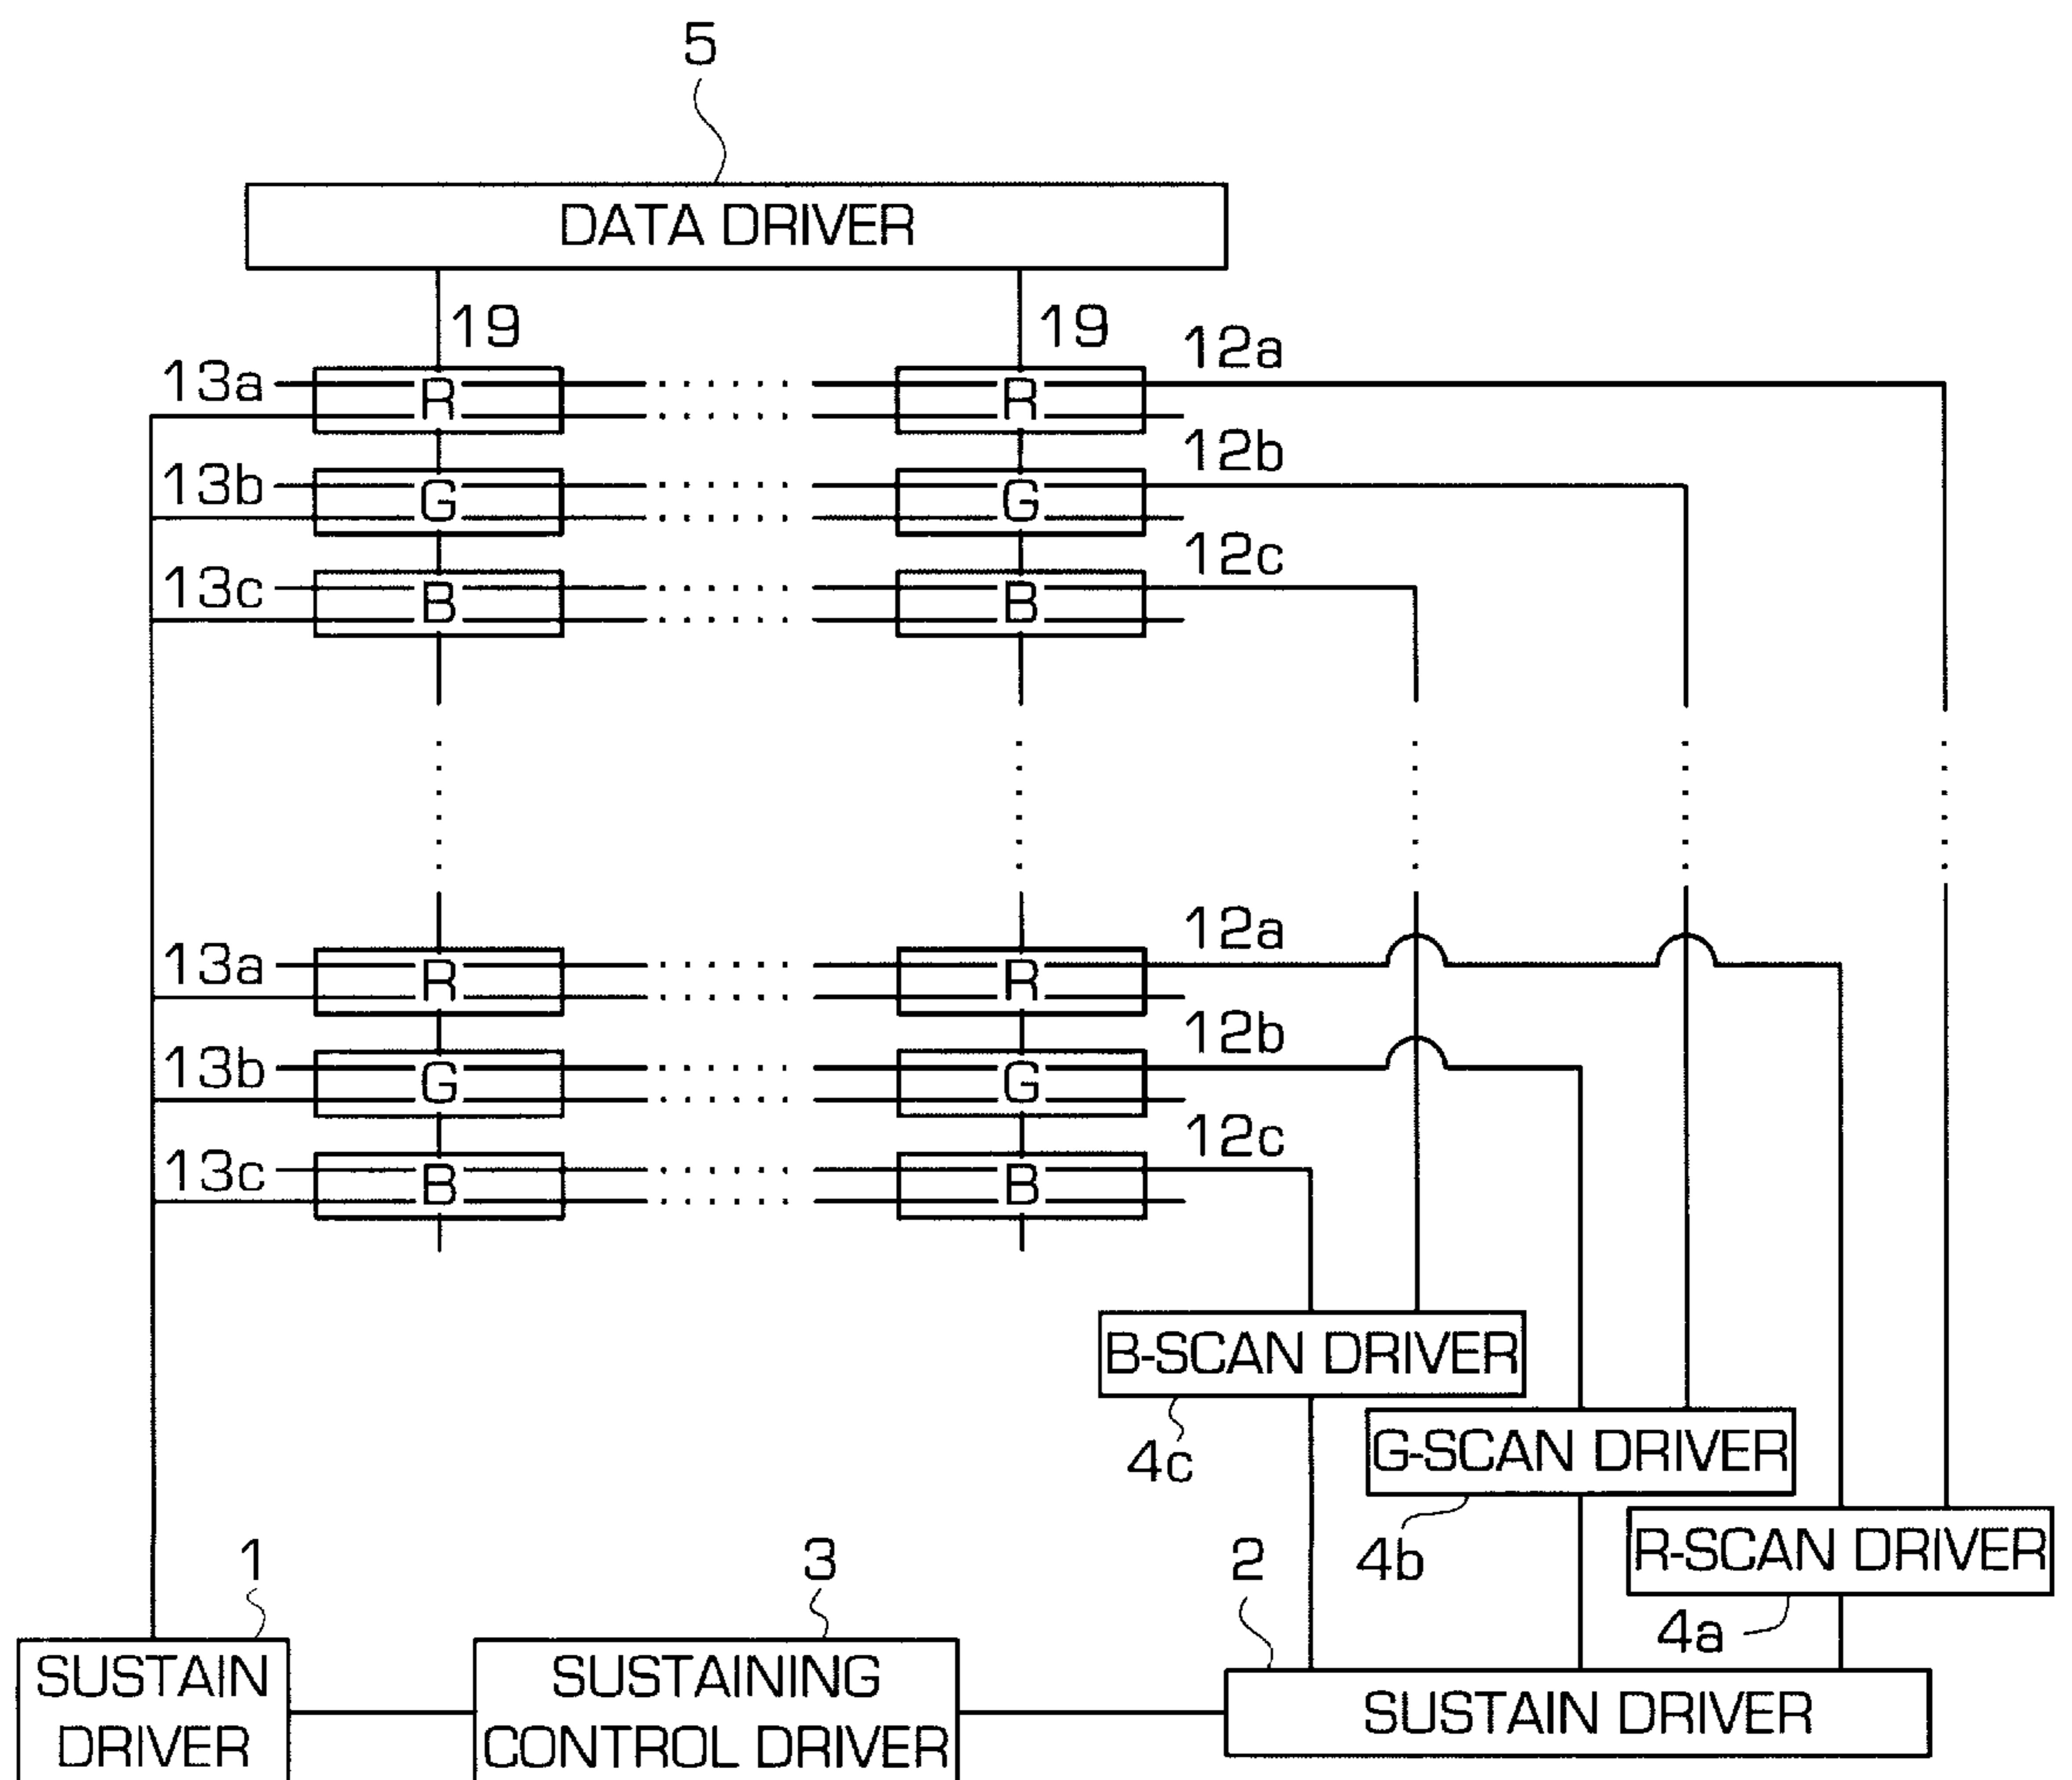 5
DATA DRIVER
19 19
12a
13a R R
12b
13b G G
12c
13c B B
12a
13a R R
12b
13b G G
12c
13c B B
B-SCAN DRIVER
4c
G-SCAN DRIVER
4b
R-SCAN DRIVER
4a
1 3 2
SUSTAIN DRIVER
SUSTAINING CONTROL DRIVER
SUSTAIN DRIVER